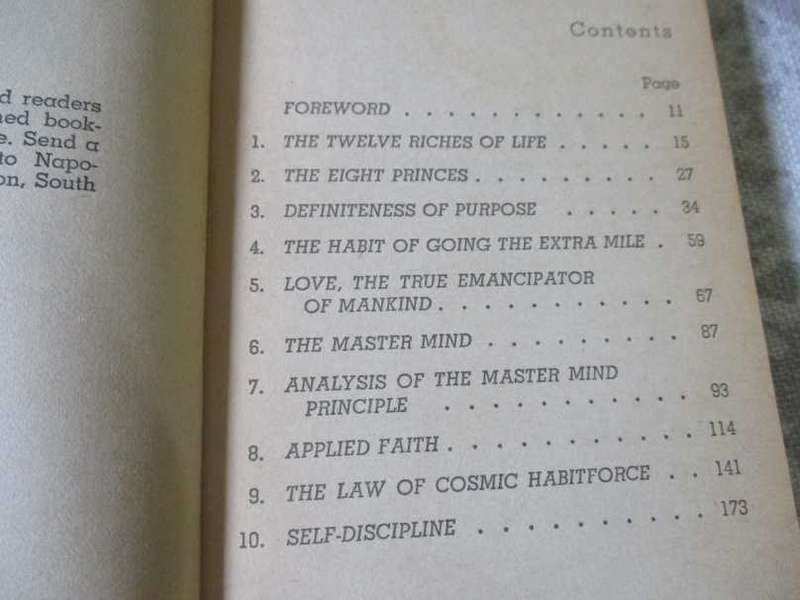 d readers
ned book-
e. Send a
to Napo-
on, South
Contents
Page
FOREWORD . . . . . . . . . . . . 11
1. THE TWELVE RICHES OF LIFE . . . . . 15
2. THE EIGHT PRINCES . . . . . . . . . 27
3. DEFINITENESS OF PURPOSE . . . . . 34
4. THE HABIT OF GOING THE EXTRA MILE . 59
5. LOVE, THE TRUE EMANCIPATOR
OF MANKIND . . . . . . . . . . . 67
6. THE MASTER MIND . . . . . . . . . 87
7. ANALYSIS OF THE MASTER MIND
PRINCIPLE . . . . . . . . . . . 93
8. APPLIED FAITH . . . . . . . . . . . 114
9. THE LAW OF COSMIC HABITFORCE . . 141
10. SELF-DISCIPLINE . . . . . . . . . . 173